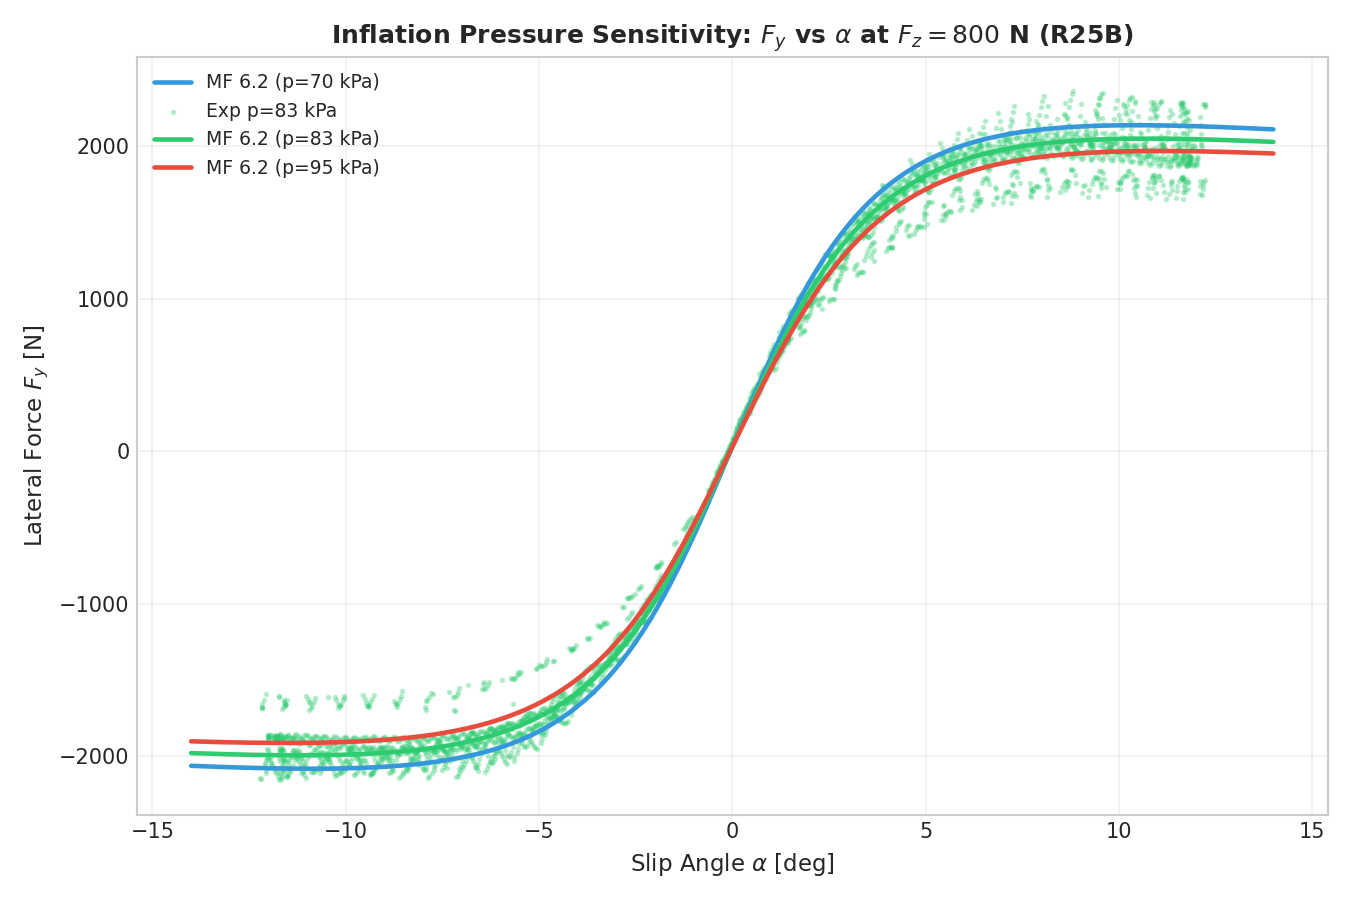 Inflation Pressure Sensitivity: $F_y$ vs $\alpha$ at $F_z = 800$ N (R25B)
MF 6.2 (p=70 kPa)
Exp p=83 kPa
MF 6.2 (p=83 kPa)
MF 6.2 (p=95 kPa)
Lateral Force $F_y$ [N]
2000
1000
0
−1000
−2000
−15 −10 −5 0 5 10 15
Slip Angle $\alpha$ [deg]